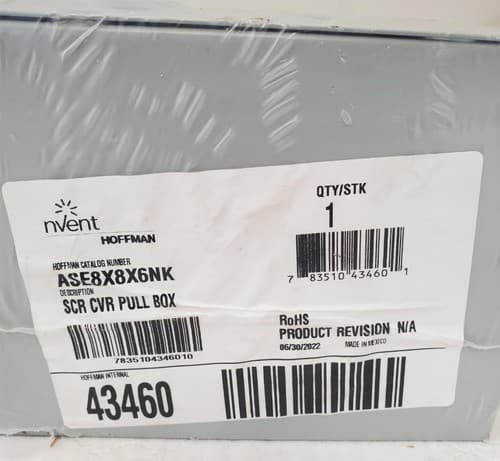 nvent
HOFFMAN
HOFFMAN CATALOG NUMBER
ASE8X8X6NK
DESCRIPTION
SCR CVR PULL BOX
7835104346010
HOFFMAN INTERNAL
43460
QTY/STK
1
7 83510 43460 1
RoHS
PRODUCT REVISION N/A
06/30/2022 MADE IN MEXICO